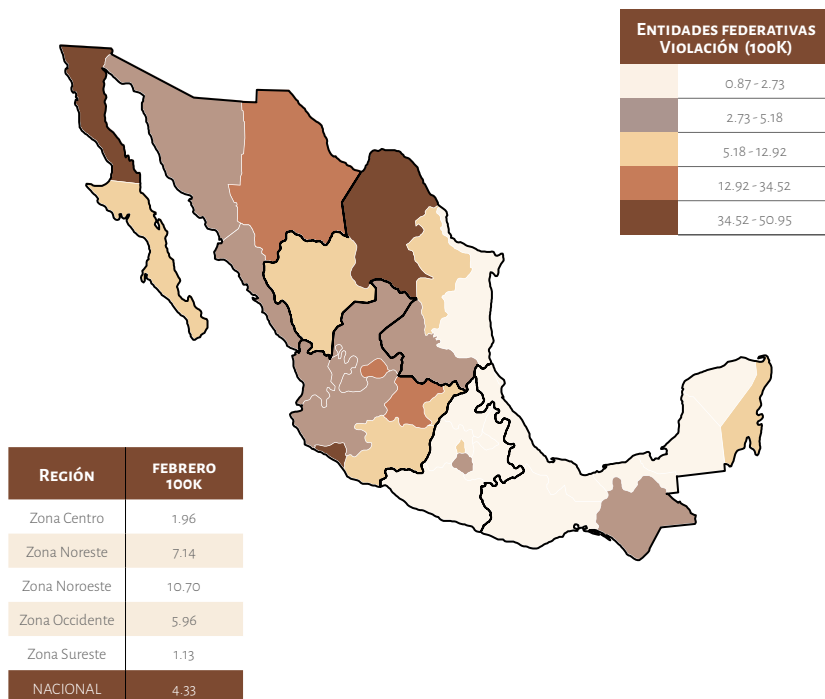 Entidades federativas
Violación (100K)
0.87 - 2.73
2.73 - 5.18
5.18 - 12.92
12.92 - 34.52
34.52 - 50.95
Región febrero 100k
Zona Centro 1.96
Zona Noreste 7.14
Zona Noroeste 10.70
Zona Occidente 5.96
Zona Sureste 1.13
NACIONAL 4.33